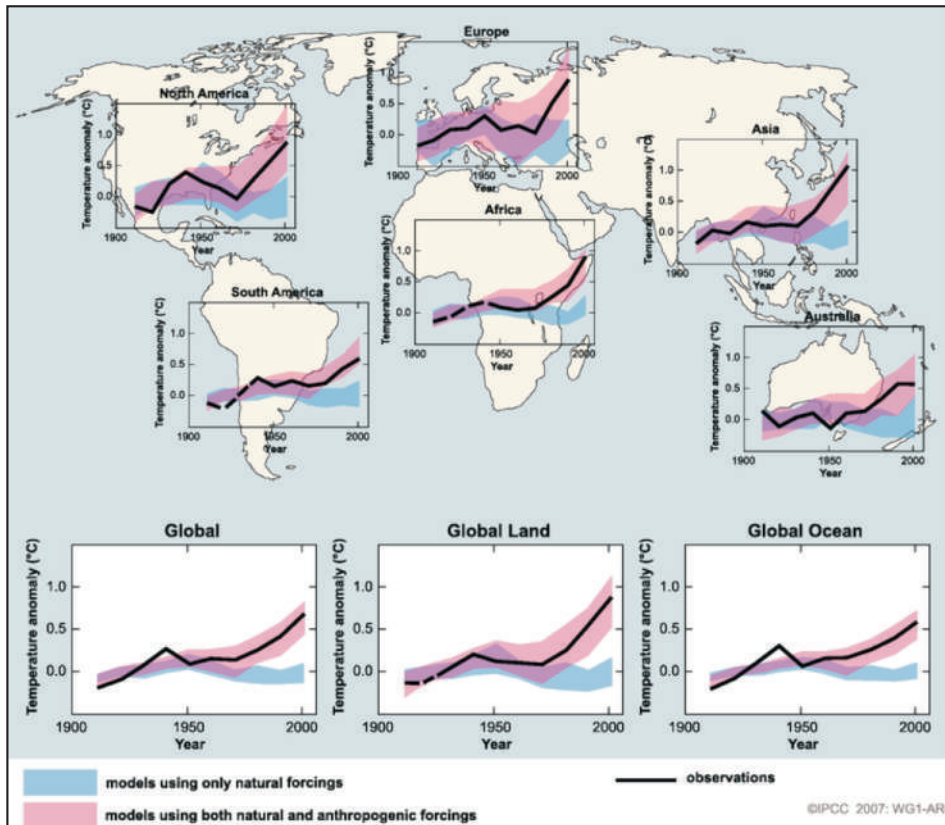 Europe
Temperature anomaly (°C)
1.0
0.5
0.0
1900
1950
2000
Year
North America
Temperature anomaly (°C)
1.0
0.5
0.0
1900
1950
2000
Year
Asia
Temperature anomaly (°C)
1.0
0.5
0.0
1900
1950
2000
Year
Africa
Temperature anomaly (°C)
1.0
0.5
0.0
1900
1950
2000
Year
South America
Temperature anomaly (°C)
1.0
0.5
0.0
1900
1950
2000
Year
Australia
Temperature anomaly (°C)
1.0
0.5
0.0
1900
1950
2000
Year
Global
Temperature anomaly (°C)
1.0
0.5
0.0
1900
1950
2000
Year
Global Land
Temperature anomaly (°C)
1.0
0.5
0.0
1900
1950
2000
Year
Global Ocean
Temperature anomaly (°C)
1.0
0.5
0.0
1900
1950
2000
Year
models using only natural forcings
observations
models using both natural and anthropogenic forcings
©IPCC 2007: WG1-AR